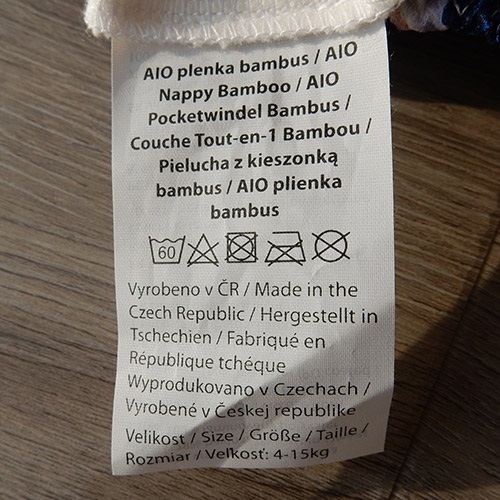 AIO plenka bambus / AIO
Nappy Bamboo / AIO
Pocketwindel Bambus /
Couche Tout-en-1 Bambou /
Pielucha z kieszonką
bambus / AIO plienka
bambus
60
Vyrobeno v ČR / Made in the
Czech Republic / Hergestellt in
Tschechien / Fabriqué en
République tchéque
Wyprodukovano v Czechach /
Vyrobené v Českej republike
Velikost / Size / Größe / Taille /
Rozmiar / Veľkosť: 4-15kg